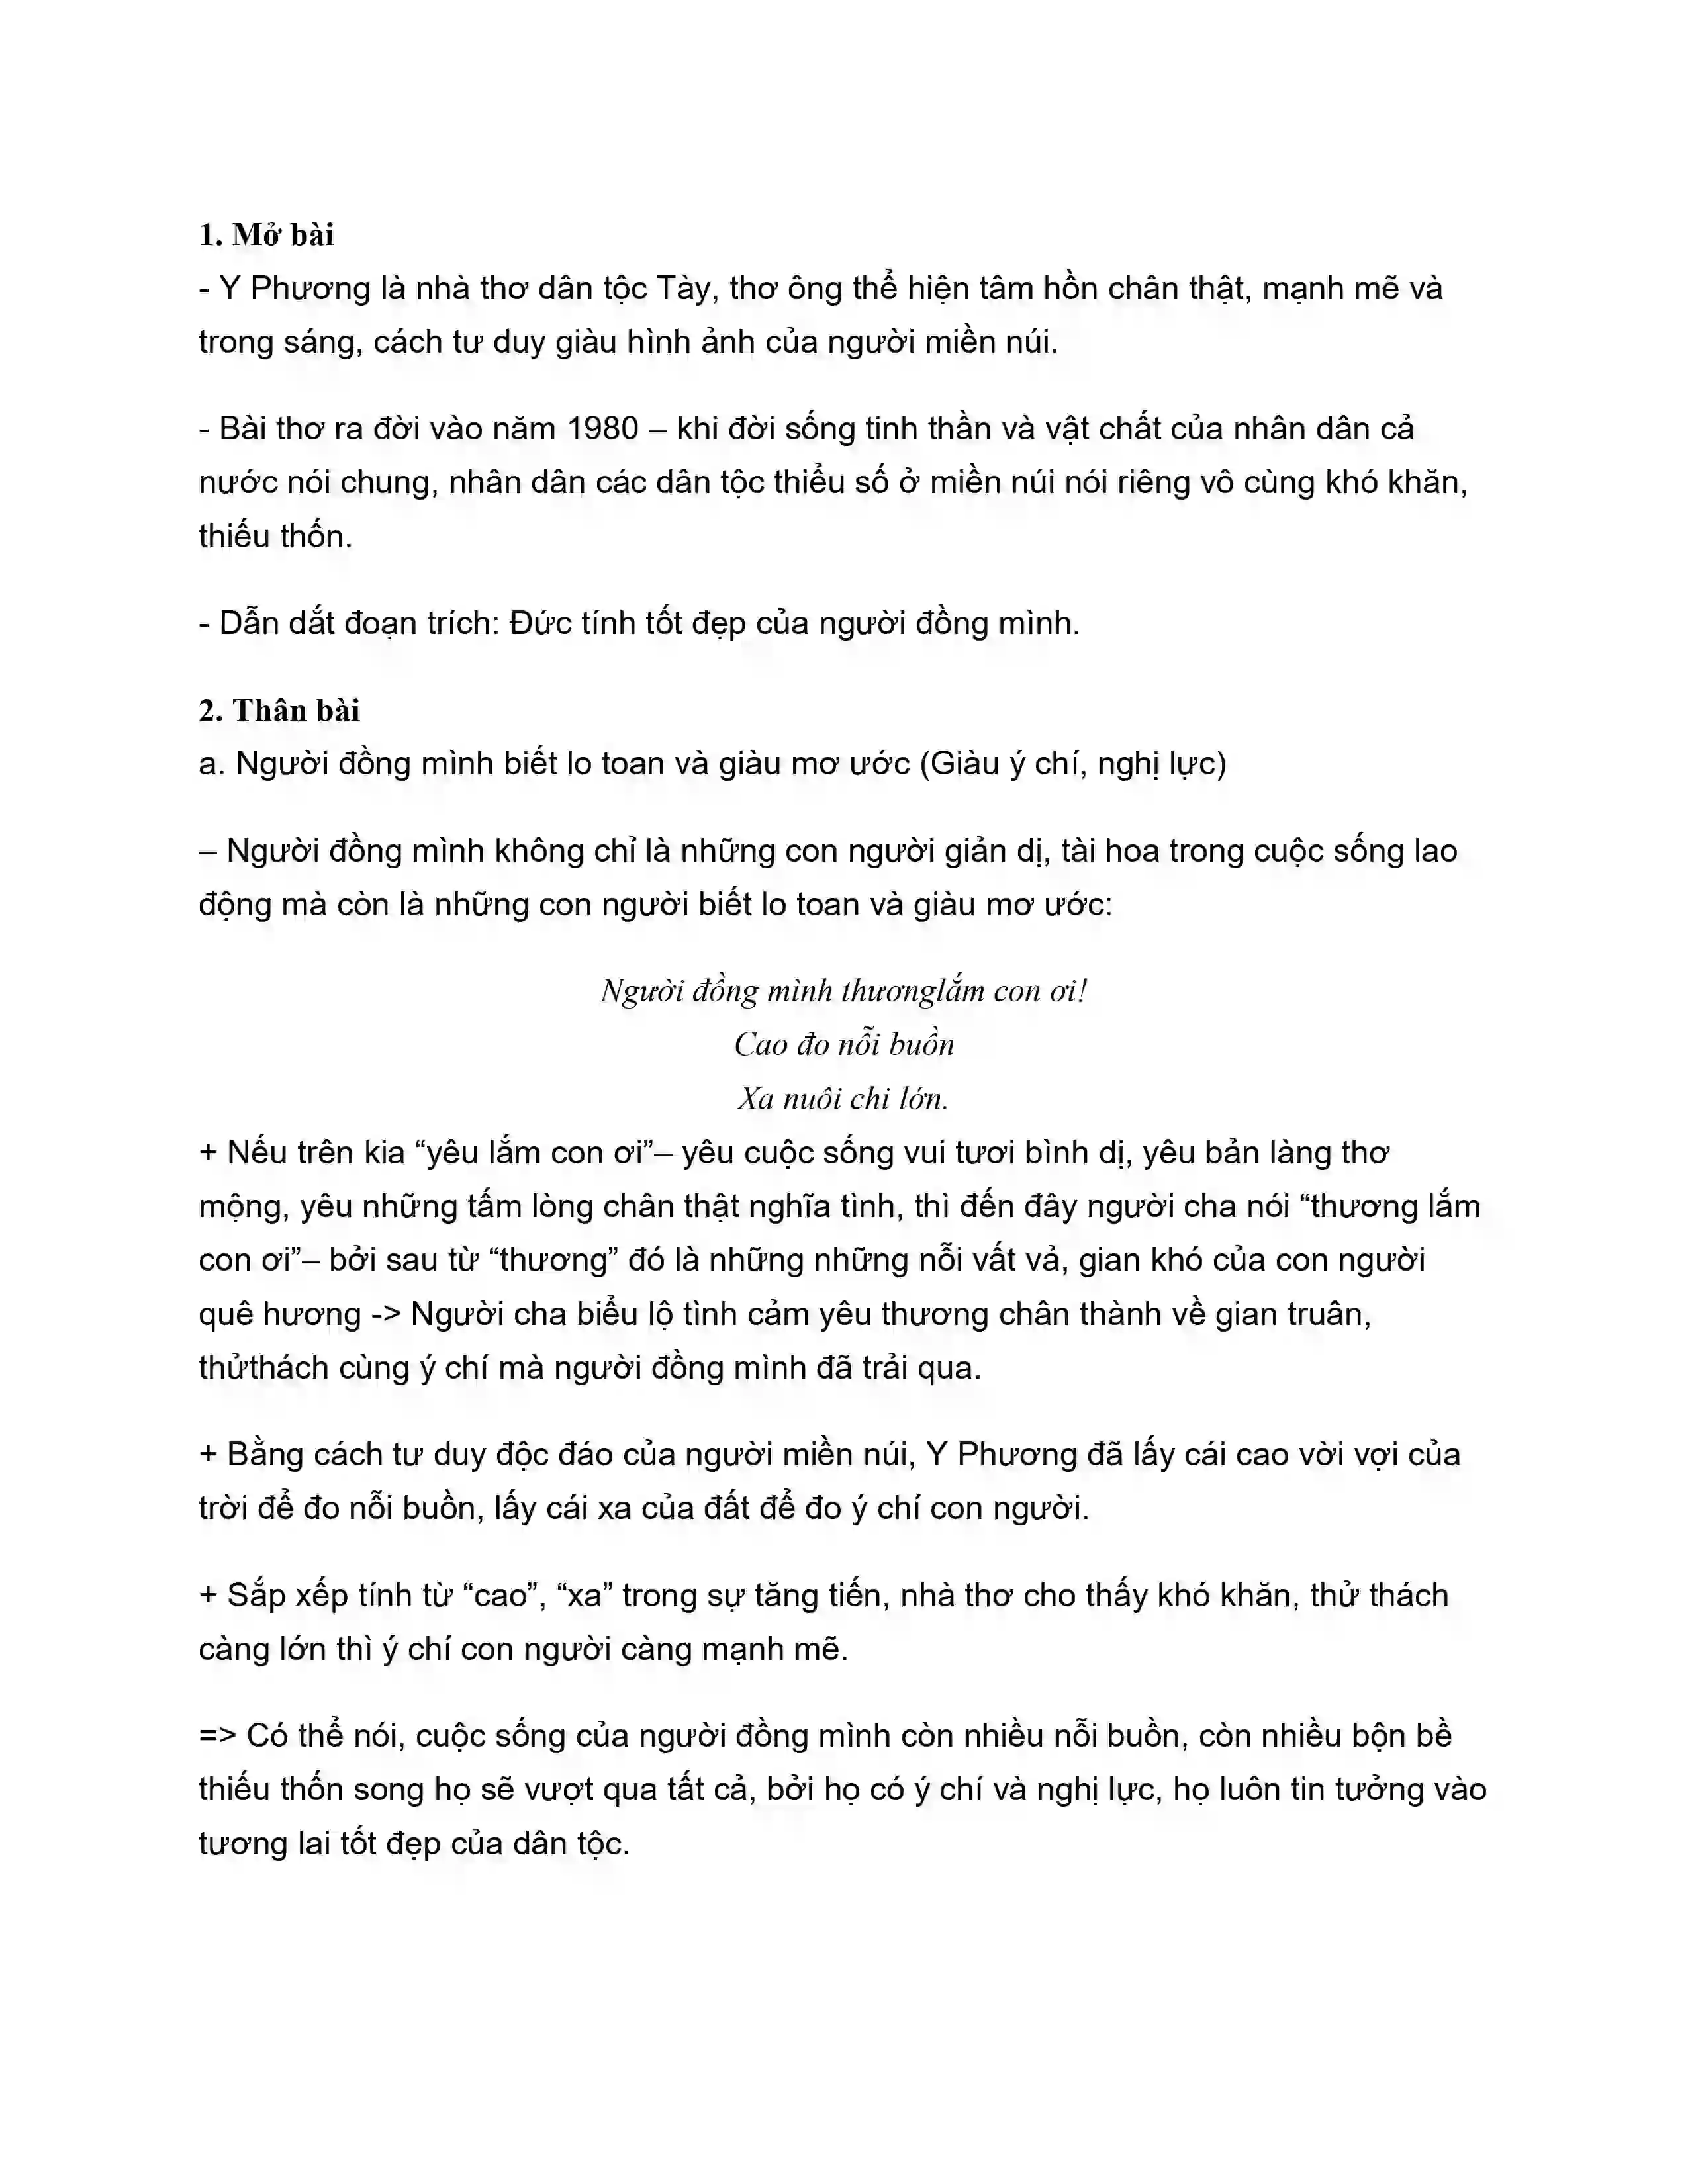 1. Mở bài
- Y Phương là nhà thơ dân tộc Tày, thơ ông thể hiện tâm hồn chân thật, mạnh mẽ và
trong sáng, cách tư duy giàu hình ảnh của người miền núi.
- Bài thơ ra đời vào năm 1980 – khi đời sống tinh thần và vật chất của nhân dân cả
nước nói chung, nhân dân các dân tộc thiểu số ở miền núi nói riêng vô cùng khó khăn,
thiếu thốn.
- Dẫn dắt đoạn trích: Đức tính tốt đẹp của người đồng mình.
2. Thân bài
a. Người đồng mình biết lo toan và giàu mơ ước (Giàu ý chí, nghị lực)
– Người đồng mình không chỉ là những con người giản dị, tài hoa trong cuộc sống lao
động mà còn là những con người biết lo toan và giàu mơ ước:
Người đồng mình thươnglắm con ơi!
Cao đo nỗi buồn
Xa nuôi chi lớn.
+ Nếu trên kia “yêu lắm con ơi”– yêu cuộc sống vui tươi bình dị, yêu bản làng thơ
mộng, yêu những tấm lòng chân thật nghĩa tình, thì đến đây người cha nói “thương lắm
con ơi”– bởi sau từ “thương” đó là những những nỗi vất vả, gian khó của con người
quê hương -> Người cha biểu lộ tình cảm yêu thương chân thành về gian truân,
thửthách cùng ý chí mà người đồng mình đã trải qua.
+ Bằng cách tư duy độc đáo của người miền núi, Y Phương đã lấy cái cao vời vợi của
trời để đo nỗi buồn, lấy cái xa của đất để đo ý chí con người.
+ Sắp xếp tính từ “cao”, “xa” trong sự tăng tiến, nhà thơ cho thấy khó khăn, thử thách
càng lớn thì ý chí con người càng mạnh mẽ.
=> Có thể nói, cuộc sống của người đồng mình còn nhiều nỗi buồn, còn nhiều bộn bề
thiếu thốn song họ sẽ vượt qua tất cả, bởi họ có ý chí và nghị lực, họ luôn tin tưởng vào
tương lai tốt đẹp của dân tộc.